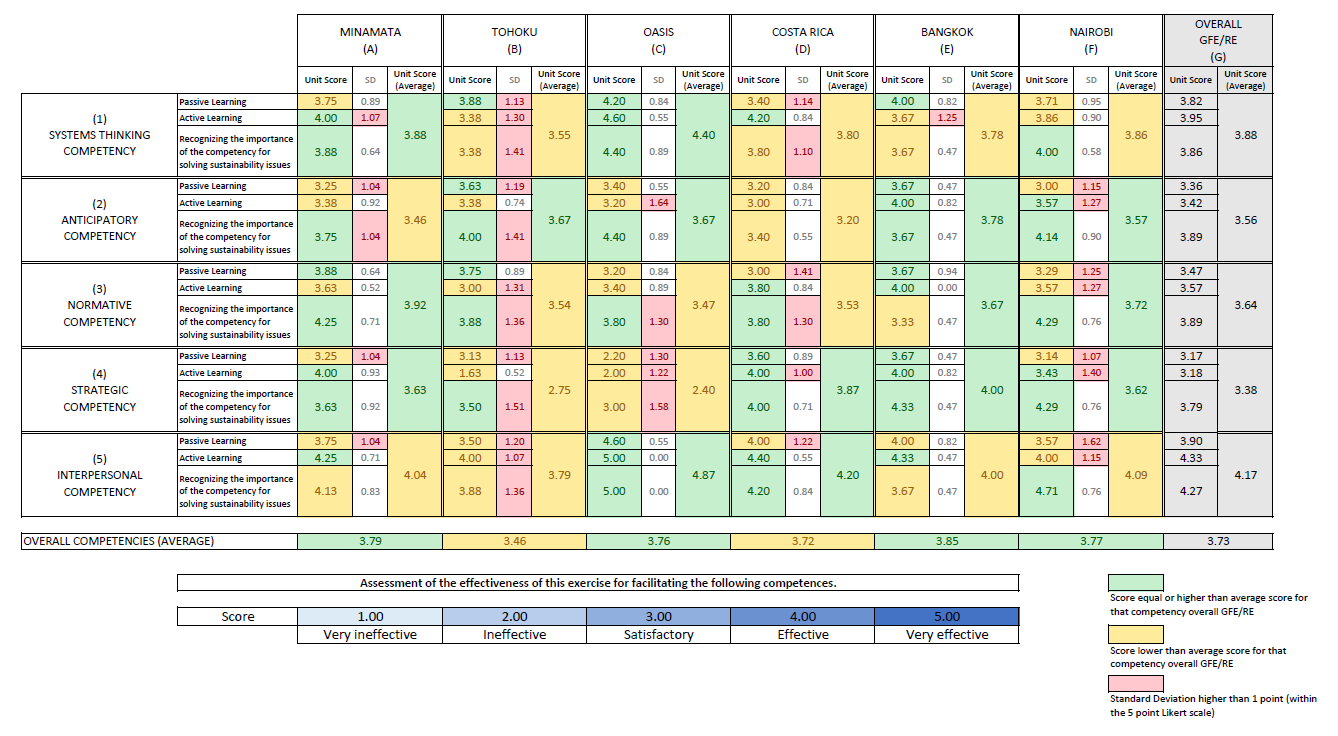 MINAMATA (A) TOHOKU (B) OASIS (C) COSTA RICA (D) BANGKOK (E) NAIROBI (F) OVERALL GFE/RE (G)
Unit Score SD Unit Score (Average) Unit Score SD Unit Score (Average) Unit Score SD Unit Score (Average) Unit Score SD Unit Score (Average) Unit Score SD Unit Score (Average) Unit Score SD Unit Score (Average) Unit Score Unit Score (Average)
(1) SYSTEMS THINKING COMPETENCY
Passive Learning 3.75 0.89 3.88 1.13 4.20 0.84 3.40 1.14 4.00 0.82 3.71 0.95 3.82
Active Learning 4.00 1.07 3.38 1.30 4.60 0.55 4.20 0.84 3.67 1.25 3.86 0.90 3.95
Recognizing the importance of the competency for solving sustainability issues 3.88 0.64 3.38 1.41 4.40 0.89 3.80 1.10 3.67 0.47 4.00 0.58 3.86
3.88 3.55 4.40 3.80 3.78 3.86 3.88
(2) ANTICIPATORY COMPETENCY
Passive Learning 3.25 1.04 3.63 1.19 3.40 0.55 3.20 0.84 3.67 0.47 3.00 1.15 3.36
Active Learning 3.38 0.92 3.38 0.74 3.20 1.64 3.00 0.71 4.00 0.82 3.57 1.27 3.42
Recognizing the importance of the competency for solving sustainability issues 3.75 1.04 4.00 1.41 4.40 0.89 3.40 0.55 3.67 0.47 4.14 0.90 3.89
3.46 3.67 3.67 3.20 3.78 3.57 3.56
(3) NORMATIVE COMPETENCY
Passive Learning 3.88 0.64 3.75 0.89 3.20 0.84 3.00 1.41 3.67 0.94 3.29 1.25 3.47
Active Learning 3.63 0.52 3.00 1.31 3.40 0.89 3.80 0.84 4.00 0.00 3.57 1.27 3.57
Recognizing the importance of the competency for solving sustainability issues 4.25 0.71 3.88 1.36 3.80 1.30 3.80 1.30 3.33 0.47 4.29 0.76 3.89
3.92 3.54 3.47 3.53 3.67 3.72 3.64
(4) STRATEGIC COMPETENCY
Passive Learning 3.25 1.04 3.13 1.13 2.20 1.30 3.60 0.89 3.67 0.47 3.14 1.07 3.17
Active Learning 4.00 0.93 1.63 0.52 2.00 1.22 4.00 1.00 4.00 0.82 3.43 1.40 3.18
Recognizing the importance of the competency for solving sustainability issues 3.63 0.92 3.50 1.51 3.00 1.58 4.00 0.71 4.33 0.47 4.29 0.76 3.79
3.63 2.75 2.40 3.87 4.00 3.62 3.38
(5) INTERPERSONAL COMPETENCY
Passive Learning 3.75 1.04 3.50 1.20 4.60 0.55 4.00 1.22 4.00 0.82 3.57 1.62 3.90
Active Learning 4.25 0.71 4.00 1.07 5.00 0.00 4.40 0.55 4.33 0.47 4.00 1.15 4.33
Recognizing the importance of the competency for solving sustainability issues 4.13 0.83 3.88 1.36 5.00 0.00 4.20 0.84 3.67 0.47 4.71 0.76 4.27
4.04 3.79 4.87 4.20 4.00 4.09 4.17
OVERALL COMPETENCIES (AVERAGE) 3.79 3.46 3.76 3.72 3.85 3.77 3.73
Assessment of the effectiveness of this exercise for facilitating the following competences.
Score 1.00 2.00 3.00 4.00 5.00
Very ineffective Ineffective Satisfactory Effective Very effective
Score equal or higher than average score for
that competency overall GFE/RE
Score lower than average score for that
competency overall GFE/RE
Standard Deviation higher than 1 point (within
the 5 point Likert scale)